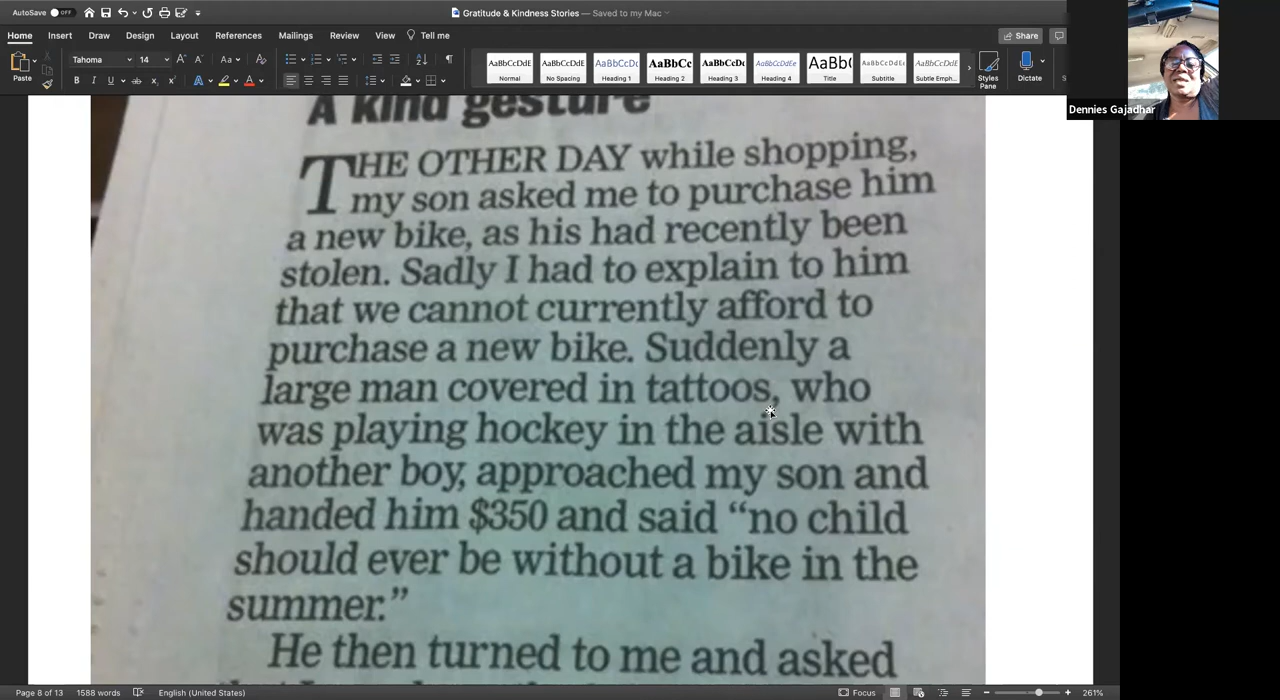 AutoSave OFF
Gratitude & Kindness Stories — Saved to my Mac
Home Insert Draw Design Layout References Mailings Review View Tell me
Share
Tahoma 14
Paste
B I U ab x₂ x²
AaBbCcDdE AaBbCcDdE AaBbCcDc AaBbCc AaBbCcDc AaBbCcDdEe AaBb( AaBbCcDdEe AaBbCcDdE
Normal No Spacing Heading 1 Heading 2 Heading 3 Heading 4 Title Subtitle Subtle Emph...
Styles Pane
Dictate
Dennies Gajadhar
A kind gesture
THE OTHER DAY while shopping,
my son asked me to purchase him
a new bike, as his had recently been
stolen. Sadly I had to explain to him
that we cannot currently afford to
purchase a new bike. Suddenly a
large man covered in tattoos, who
was playing hockey in the aisle with
another boy, approached my son and
handed him $350 and said “no child
should ever be without a bike in the
summer.”
He then turned to me and asked
Page 8 of 13 1588 words English (United States) Focus 261%